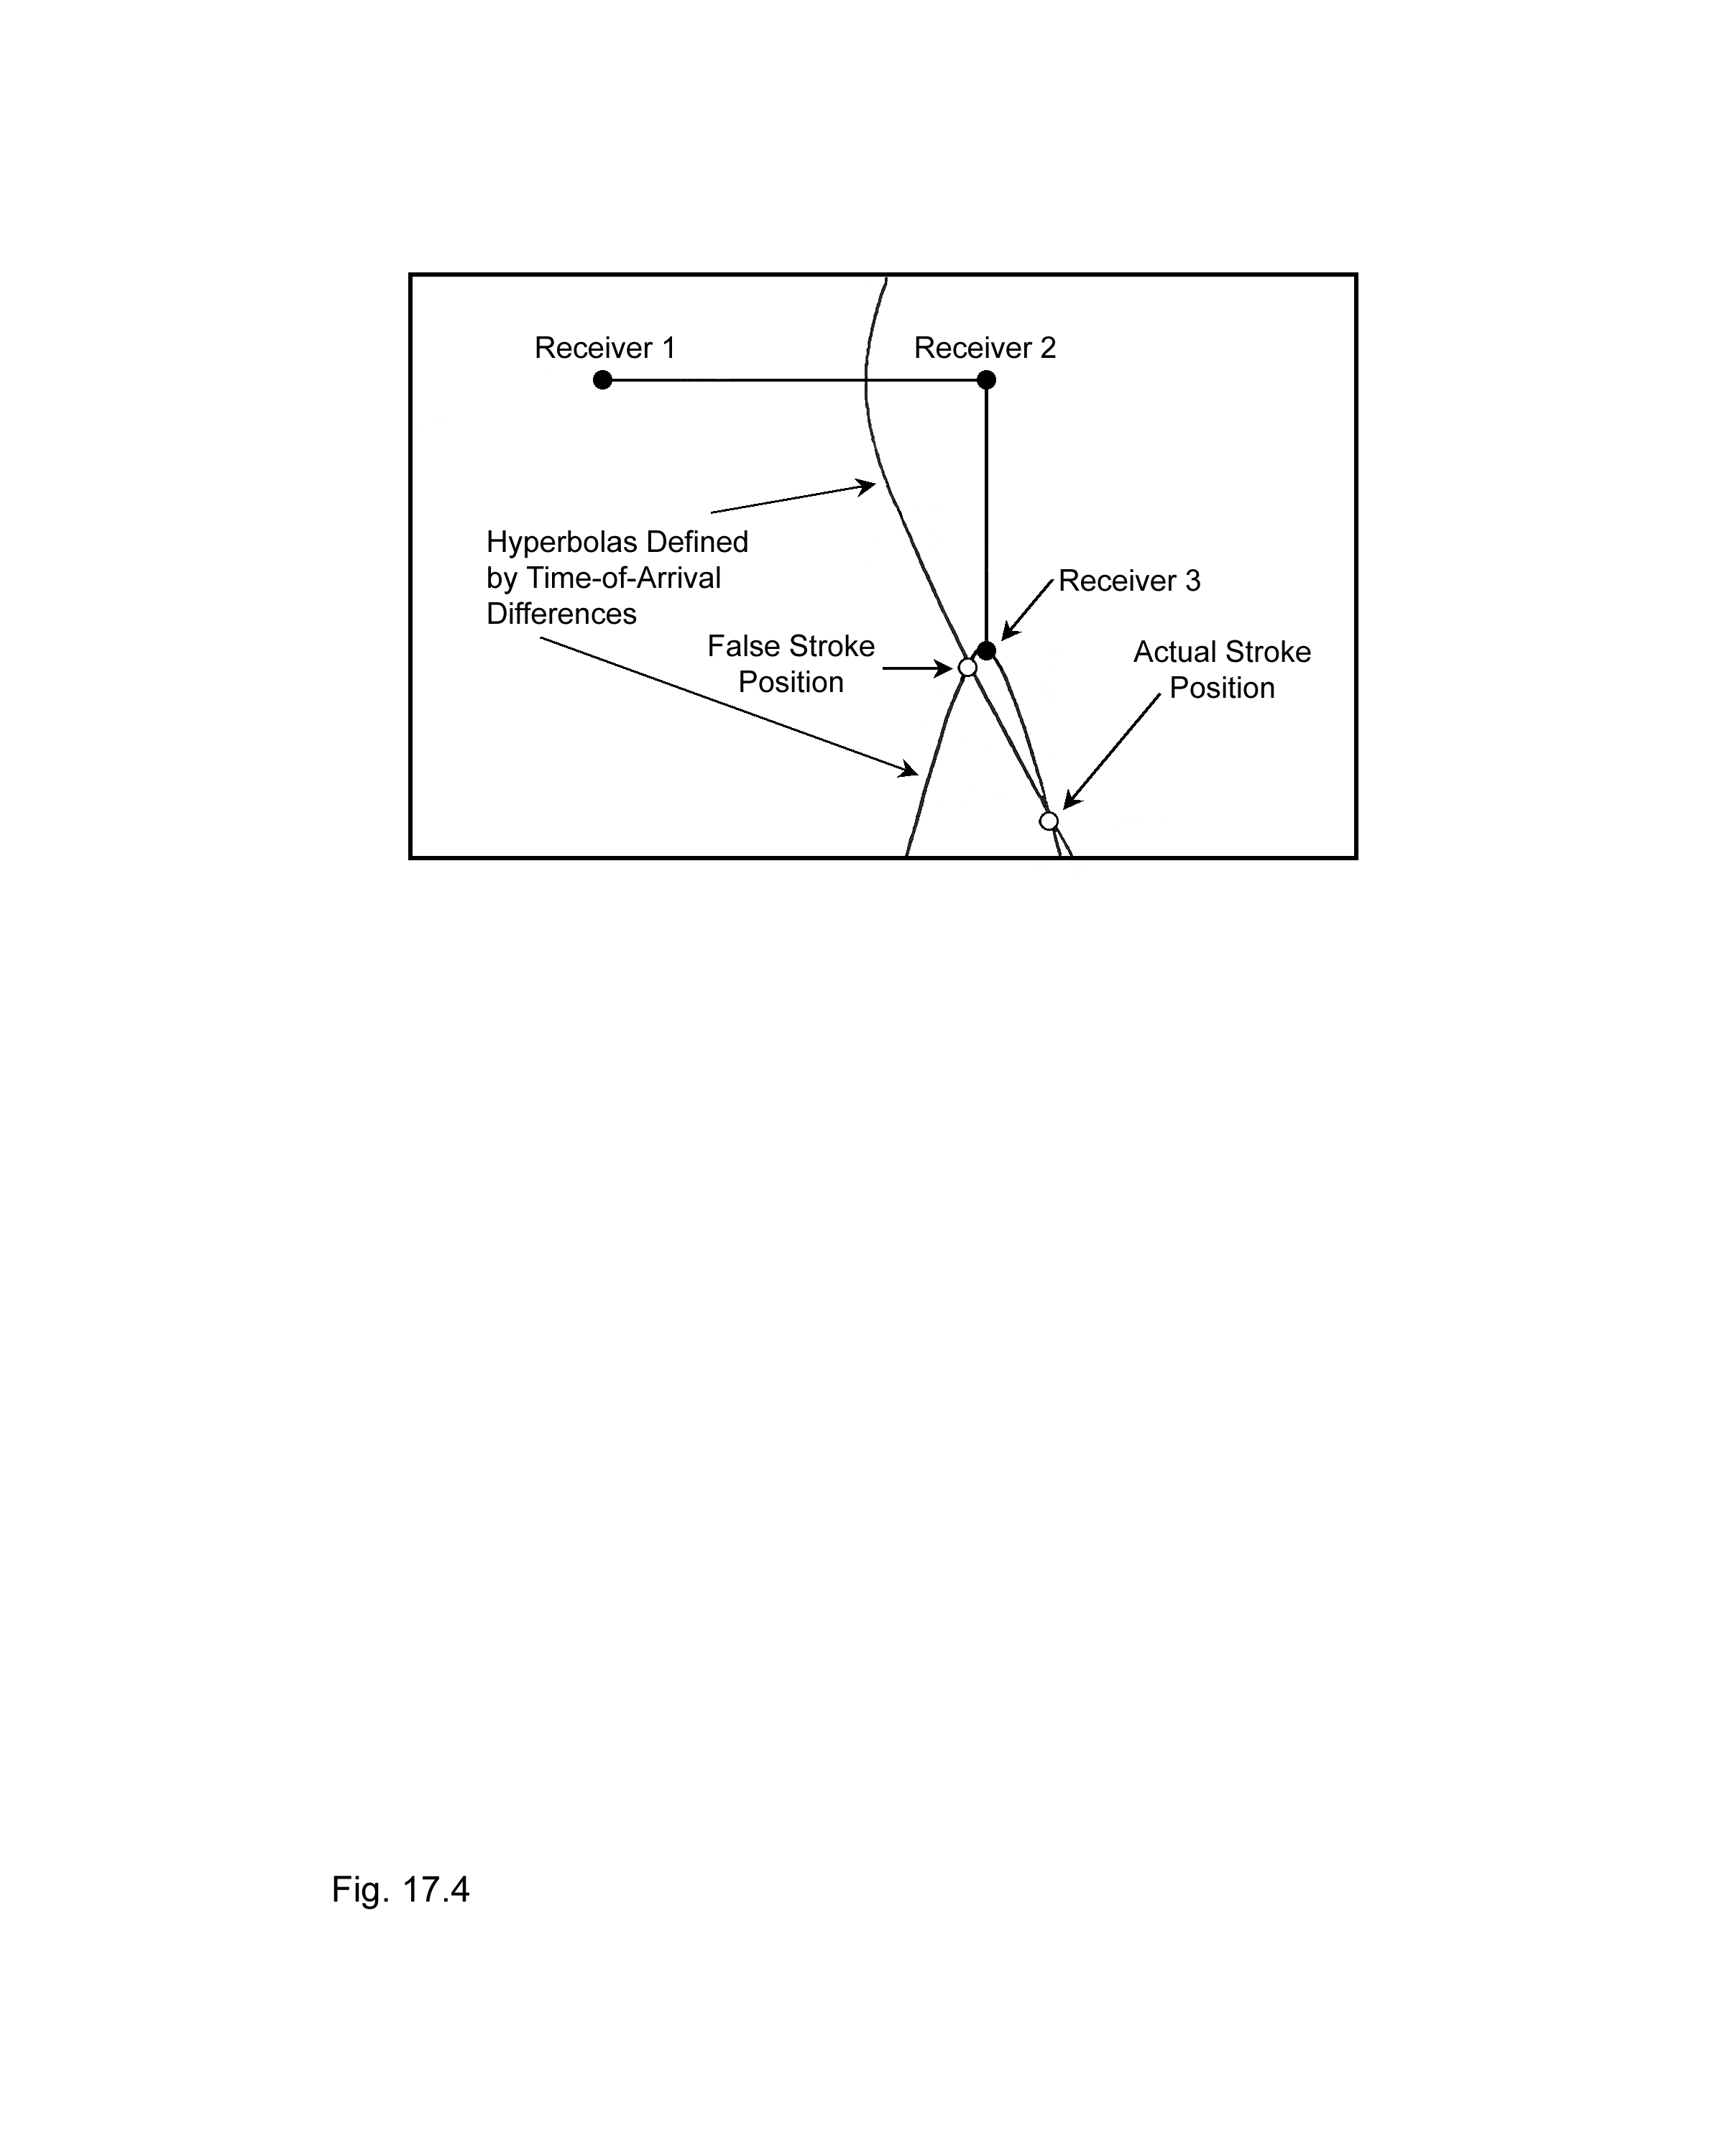 Receiver 1
Receiver 2
Hyperbolas Defined
by Time-of-Arrival
Differences
Receiver 3
False Stroke
Position
Actual Stroke
Position
Fig. 17.4